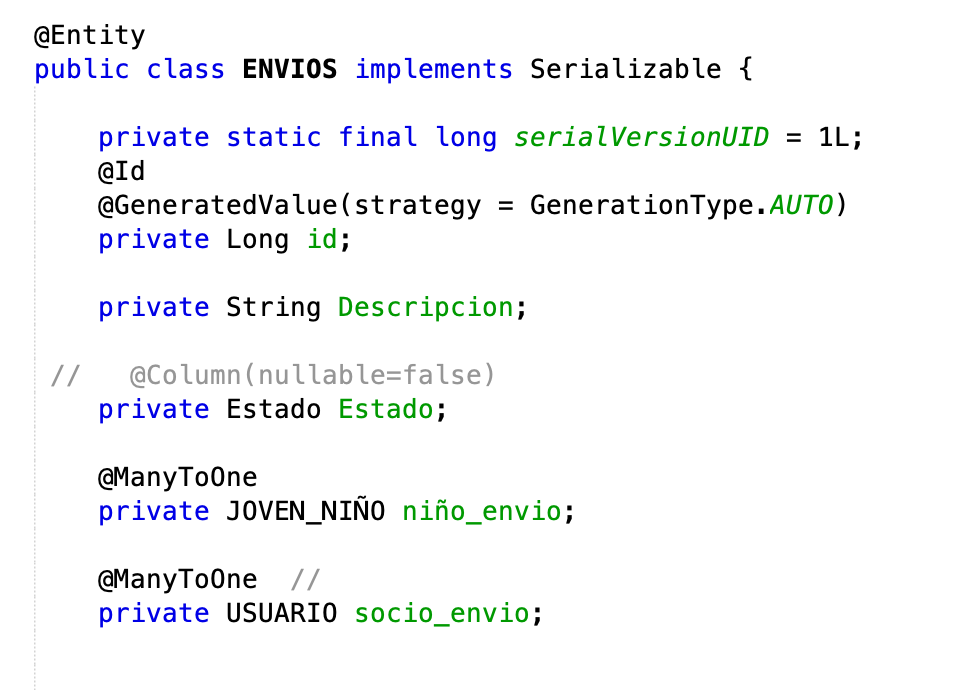 @Entity
public class ENVIOS implements Serializable {
private static final long serialVersionUID = 1L;
@Id
@GeneratedValue(strategy = GenerationType.AUTO)
private Long id;
private String Descripcion;
//   @Column(nullable=false)
private Estado Estado;
@ManyToOne
private JOVEN_NIÑO niño_envio;
@ManyToOne  //
private USUARIO socio_envio;